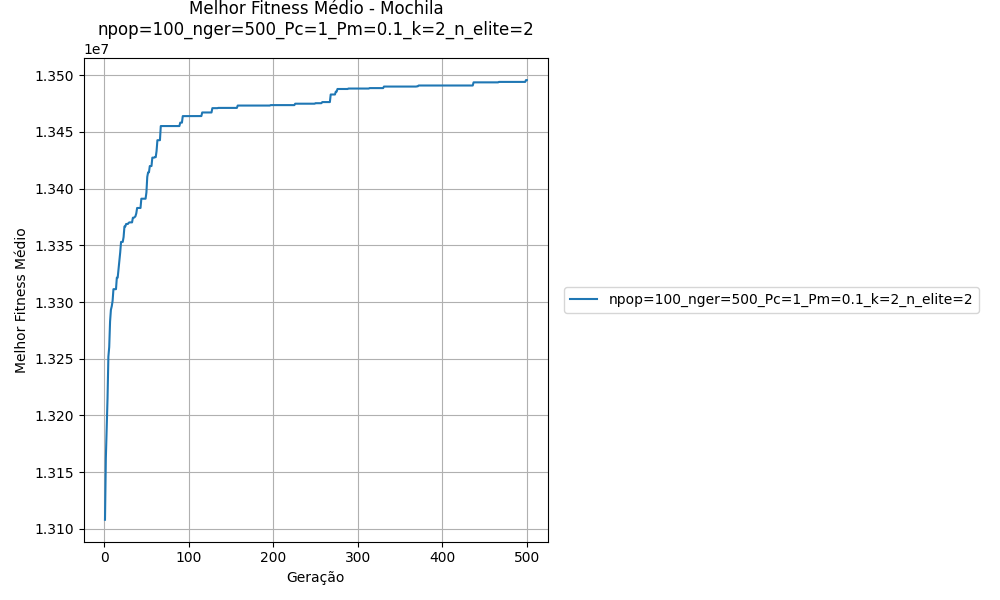 Melhor Fitness Médio - Mochila
npop=100_nger=500_Pc=1_Pm=0.1_k=2_n_elite=2
1e7
1.350
1.345
1.340
1.335
1.330
1.325
1.320
1.315
1.310
Melhor Fitness Médio
0 100 200 300 400 500
Geração
npop=100_nger=500_Pc=1_Pm=0.1_k=2_n_elite=2